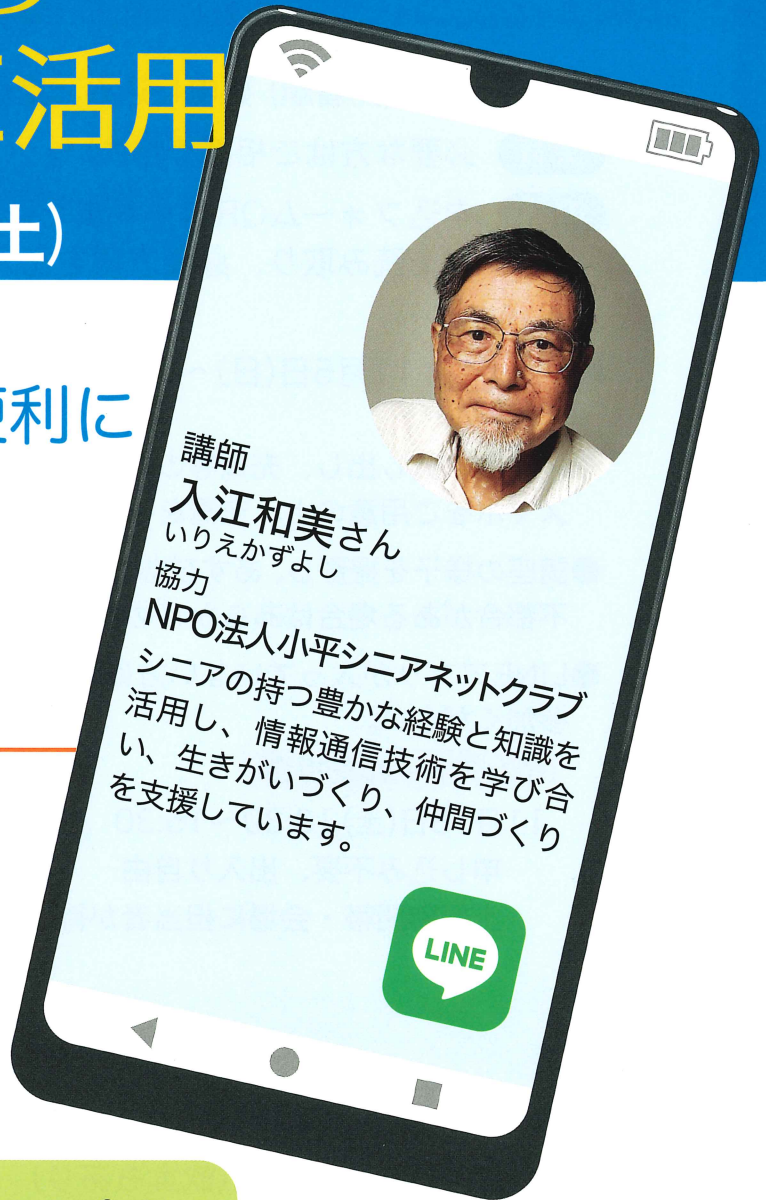 活用
土)
便利に
講師
入江和美さん
いりえかずよし
協力
NPO法人小平シニアネットクラブ
シニアの持つ豊かな経験と知識を
活用し、情報通信技術を学び合
い、生きがいづくり、仲間づくり
を支援しています。
LINE